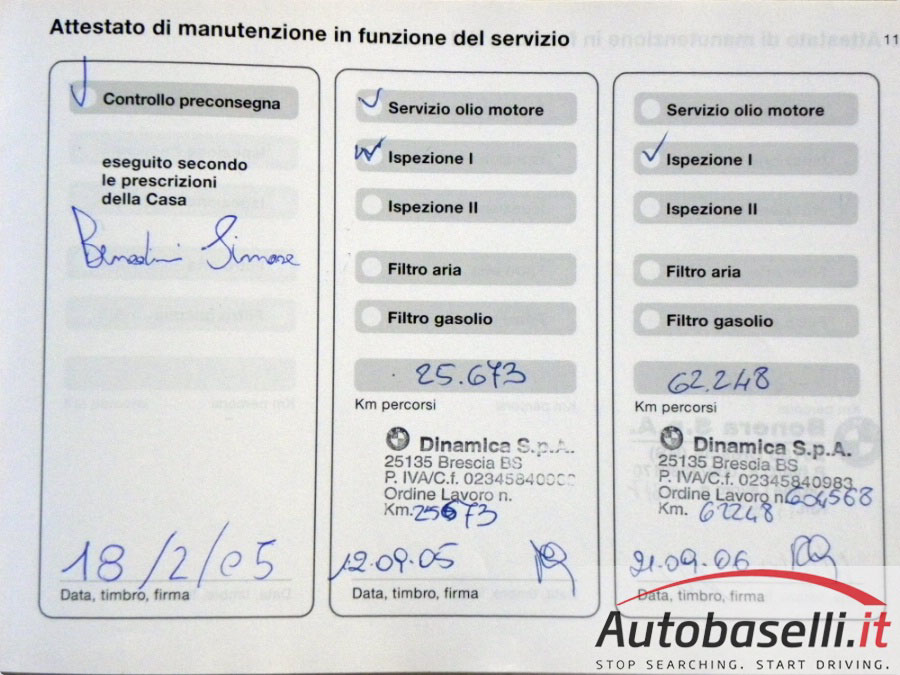 Attestato di manutenzione in funzione del servizio
11
Controllo preconsegna
eseguito secondo
le prescrizioni
della Casa
Simone
18/2/05
Data, timbro, firma
Servizio olio motore
Ispezione I
Ispezione II
Filtro aria
Filtro gasolio
25.673
Km percorsi
Dinamica S.p.A.
25135 Brescia BS
P. IVA/C.f. 02345840
Ordine Lavoro n.
Km. 25673
12.09.05
Data, timbro, firma
Servizio olio motore
Ispezione I
Ispezione II
Filtro aria
Filtro gasolio
62.248
Km percorsi
Dinamica S.p.A.
25135 Brescia BS
P. IVA/C.f. 02345840983
Ordine Lavoro n. 604568
Km. 62248
21.09.06
Data, timbro, firma
Autobaselli.it
STOP SEARCHING. START DRIVING.